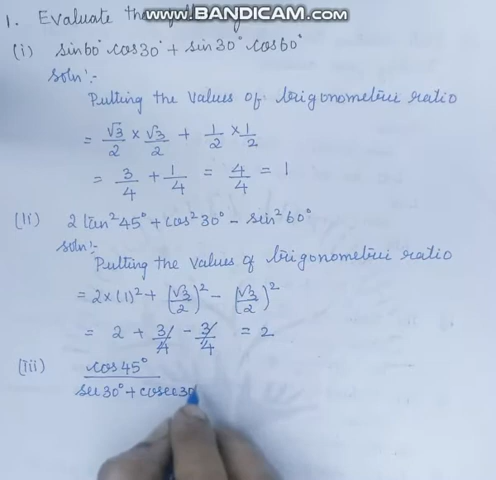 WWW.BANDICAM.COM
1. Evaluate the
(i) sin60° cos30° + sin30° cos60°
Soln:-
Putting the values of trigonometric ratio
= √3/2 × √3/2 + 1/2 × 1/2
= 3/4 + 1/4 = 4/4 = 1
(ii) 2 tan²45° + cos²30° - sin²60°
Soln:-
Putting the values of trigonometric ratio
= 2×(1)² + (√3/2)² - (√3/2)²
= 2 + 3/4 - 3/4 = 2
(iii) cos45°
sec30° + cosec30